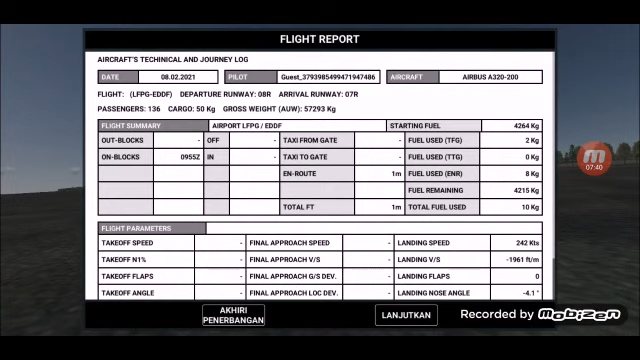 FLIGHT REPORT
AIRCRAFT'S TECHINICAL AND JOURNEY LOG
DATE 08.02.2021 PILOT Guest_3793985499471947486 AIRCRAFT AIRBUS A320-200
FLIGHT: (LFPG-EDDF) DEPARTURE RUNWAY: 08R ARRIVAL RUNWAY: 07R
PASSENGERS: 136 CARGO: 50 Kg GROSS WEIGHT (AUW): 57293 Kg
FLIGHT SUMMARY AIRPORT LFPG / EDDF STARTING FUEL 4264 Kg
OUT-BLOCKS - OFF - TAXI FROM GATE - FUEL USED (TFG) 2 Kg
ON-BLOCKS 0955Z IN - TAXI TO GATE - FUEL USED (TTG) 0 Kg
EN-ROUTE 1m FUEL USED (ENR) 8 Kg
FUEL REMAINING 4215 Kg
TOTAL FT 1m TOTAL FUEL USED 10 Kg
FLIGHT PARAMETERS
TAKEOFF SPEED - FINAL APPROACH SPEED - LANDING SPEED 242 Kts
TAKEOFF N1% - FINAL APPROACH V/S - LANDING V/S -1961 ft/m
TAKEOFF FLAPS - FINAL APPROACH G/S DEV. - LANDING FLAPS 0
TAKEOFF ANGLE - FINAL APPROACH LOC DEV. - LANDING NOSE ANGLE -4.1 °
AKHIRI
PENERBANGAN
LANJUTKAN
07:40
Recorded by Mobizen